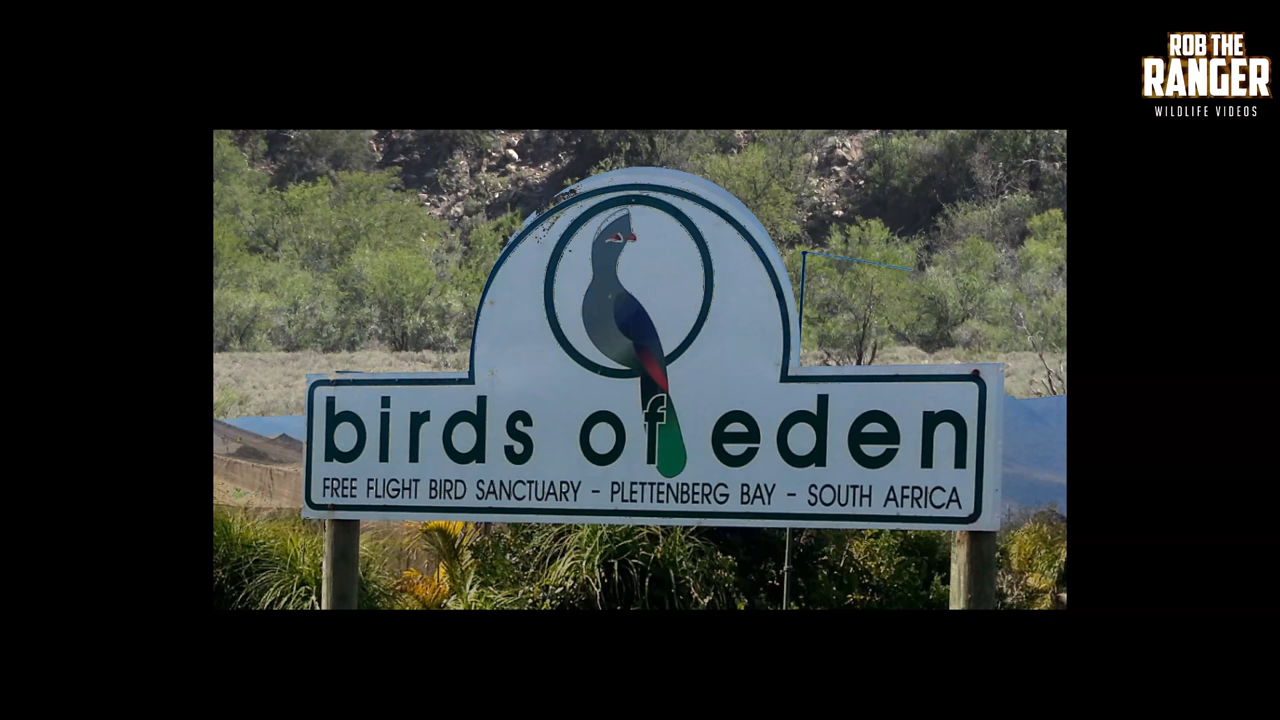 ROB THE
RANGER
WILDLIFE VIDEOS
birds of eden
FREE FLIGHT BIRD SANCTUARY - PLETTENBERG BAY - SOUTH AFRICA